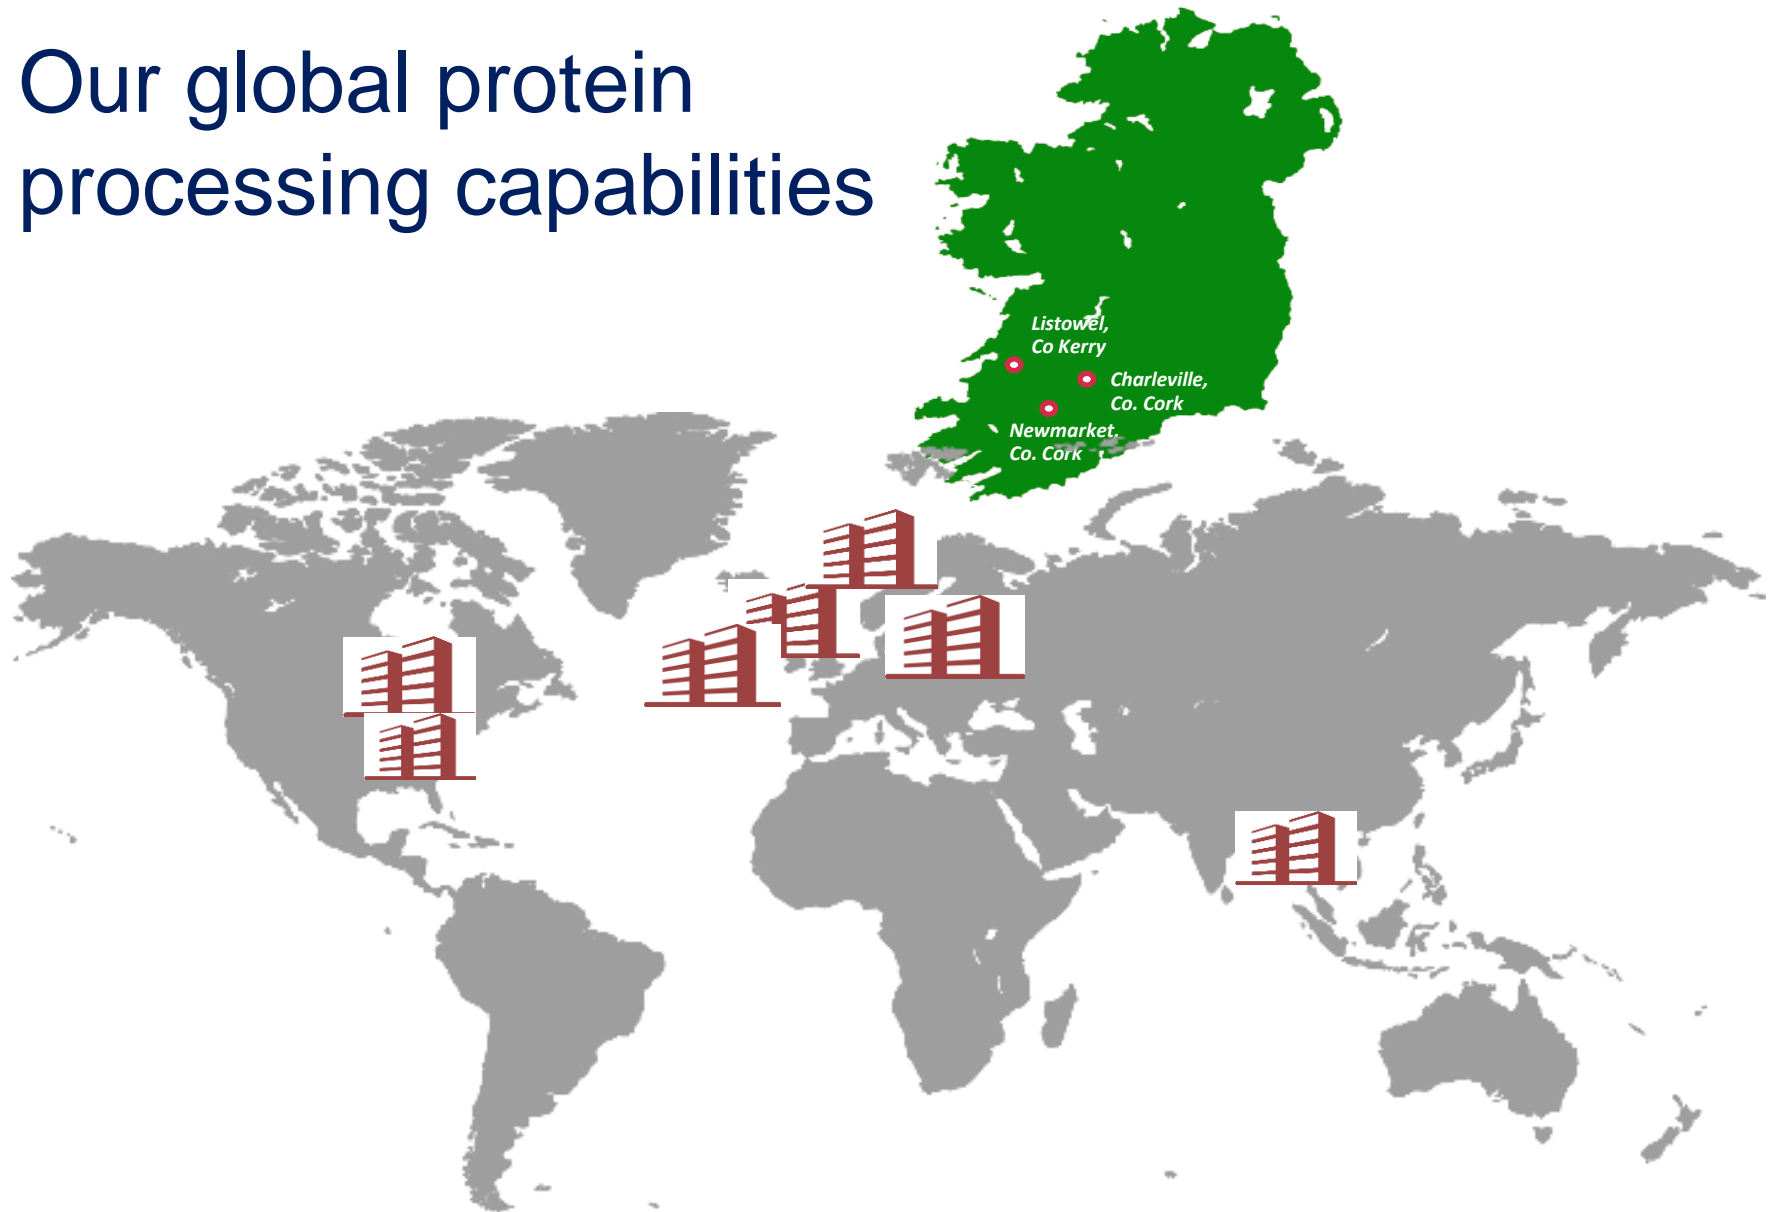 Our global protein
processing capabilities
Listowel,
Co Kerry
Charleville,
Co. Cork
Newmarket.
Co. Cork